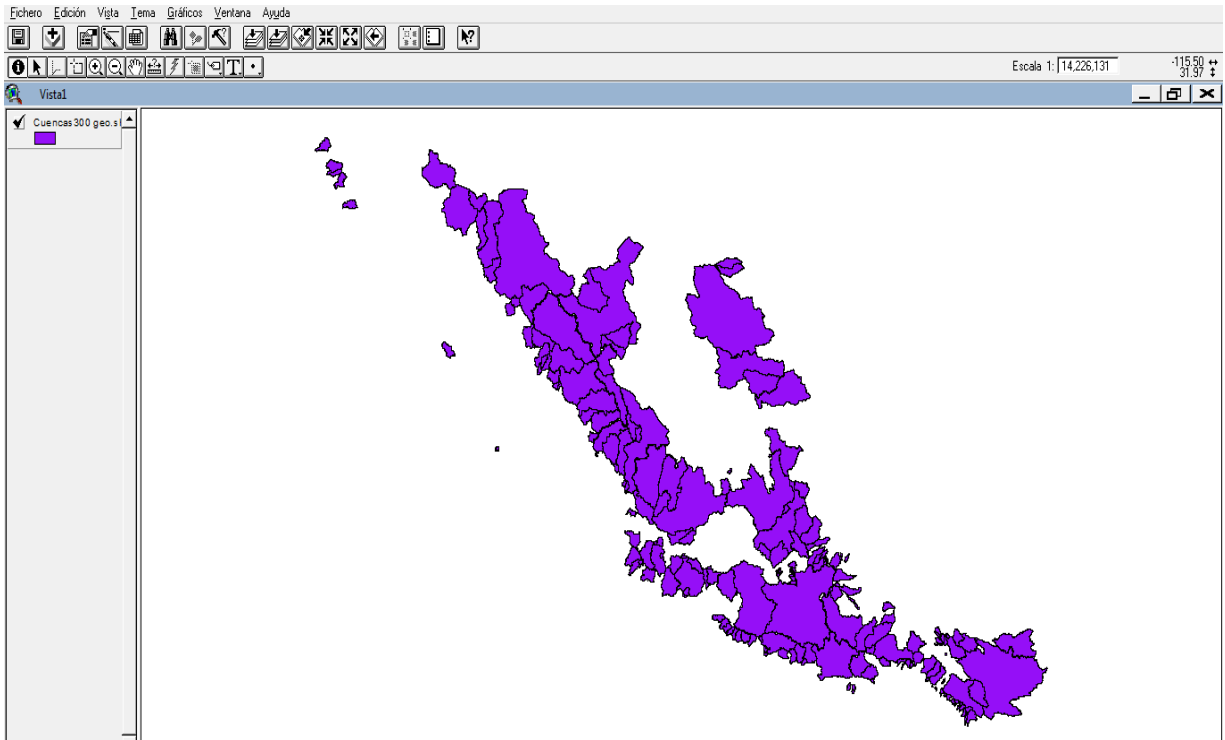 Fichero Edición Vista Tema Gráficos Ventana Ayuda
T
Escala 1: 14,226,131
-115.50
31.97
Vista1
Cuencas300 geo.s